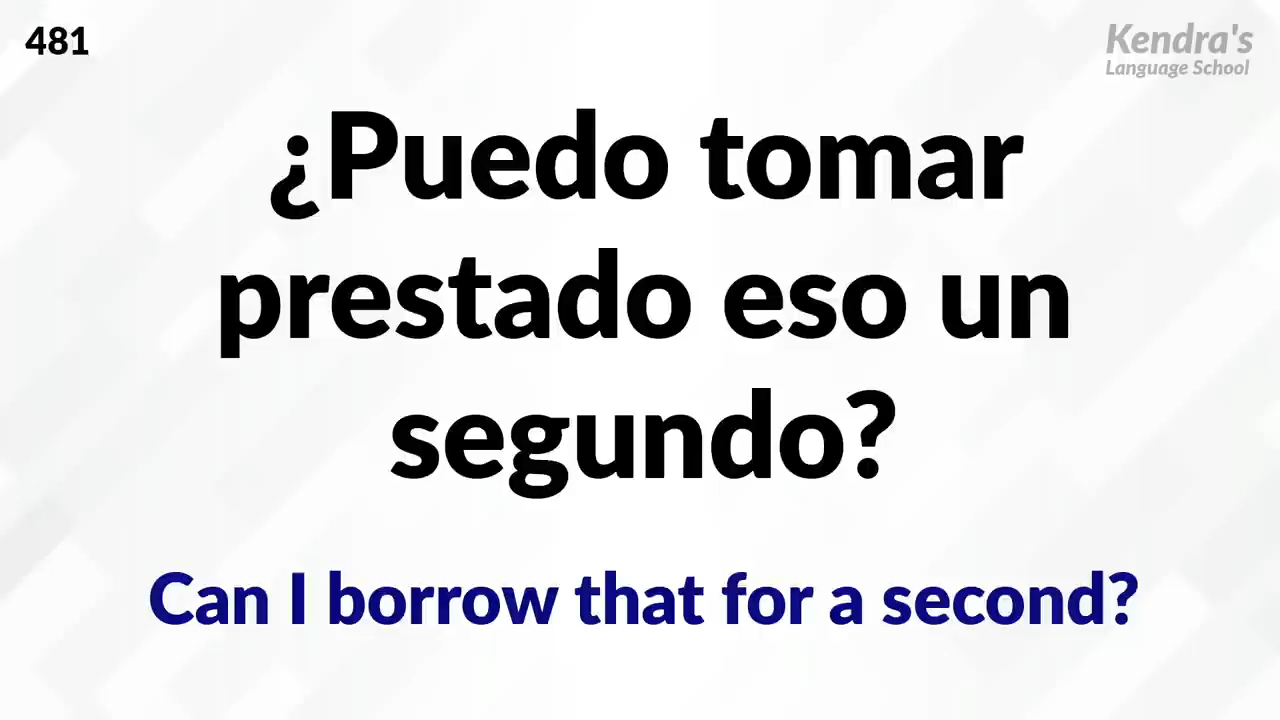 481
Kendra's
Language School
¿Puedo tomar
prestado eso un
segundo?
Can I borrow that for a second?